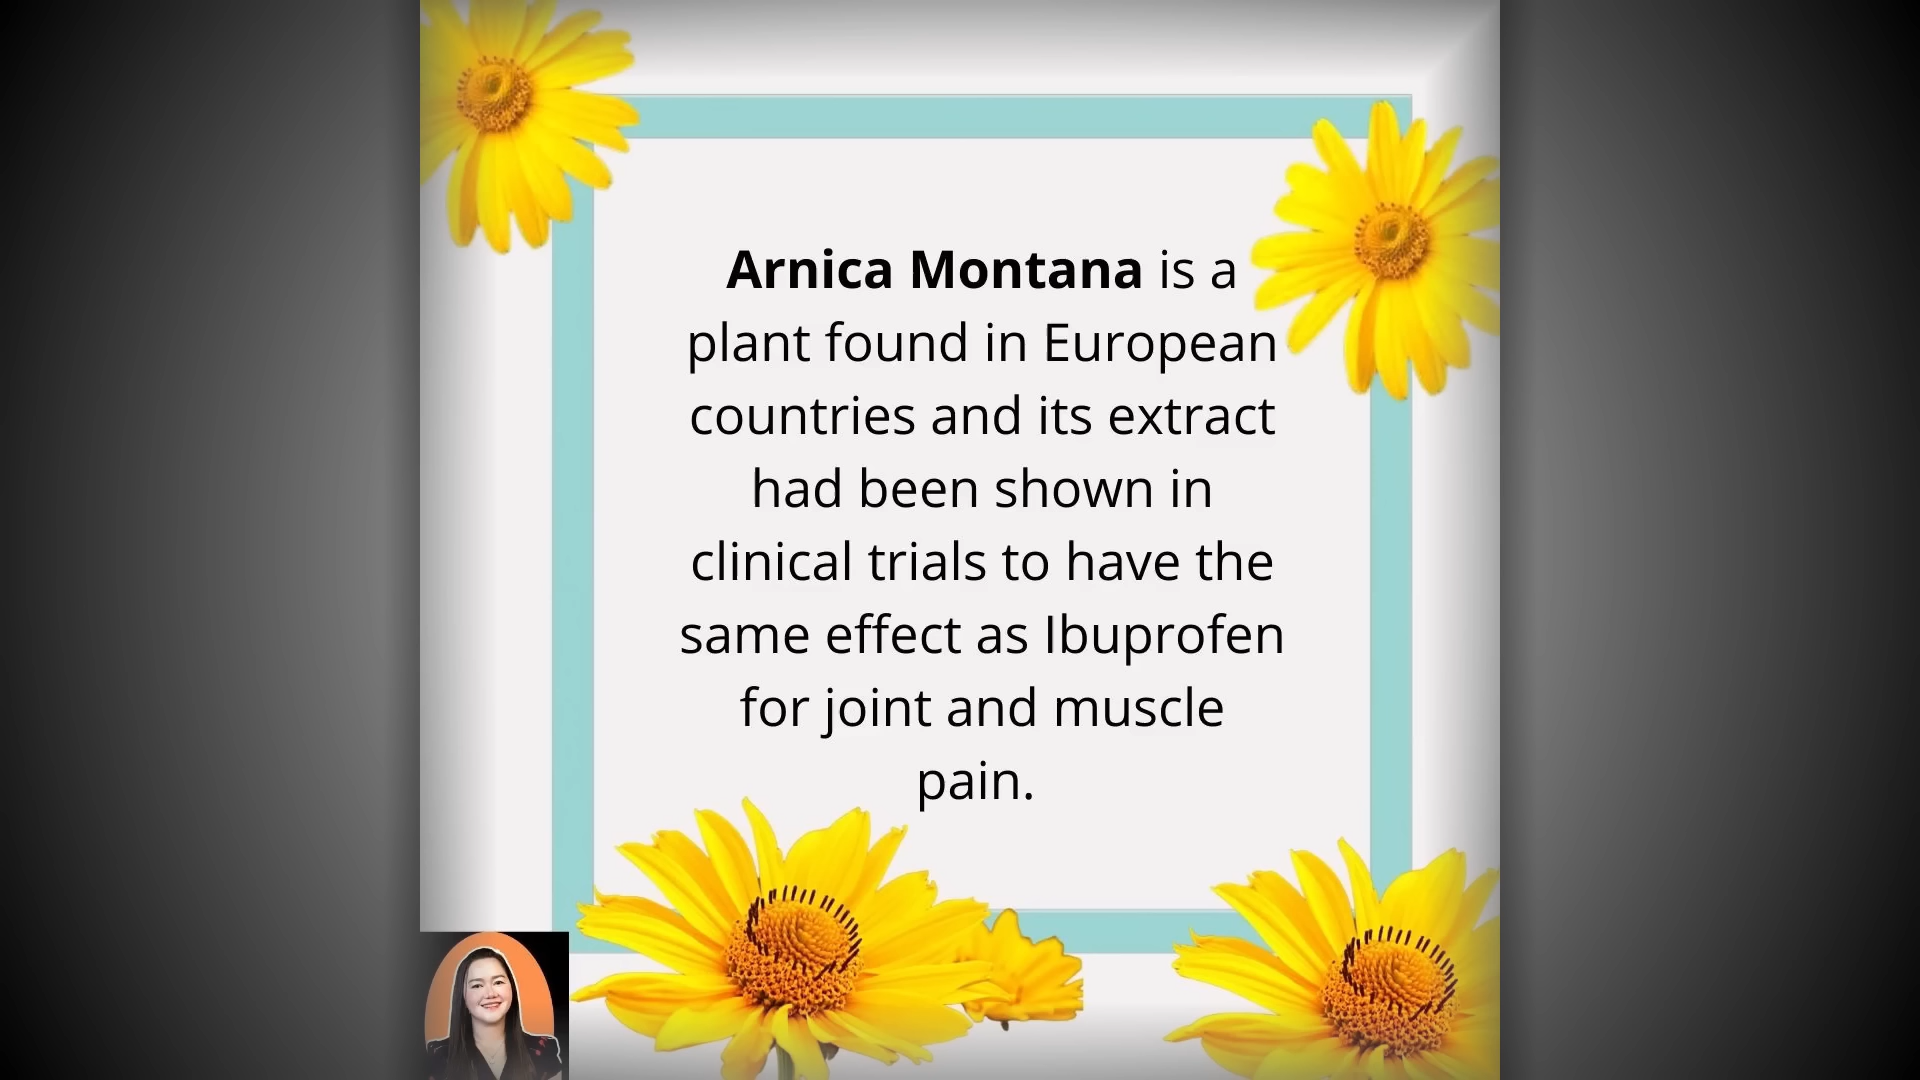 Arnica Montana is a
plant found in European
countries and its extract
had been shown in
clinical trials to have the
same effect as Ibuprofen
for joint and muscle
pain.